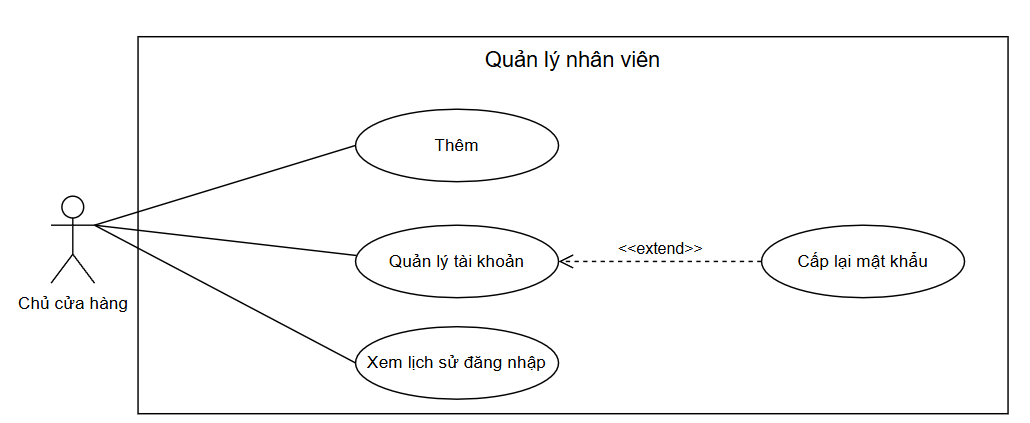 Quản lý nhân viên
Thêm
Quản lý tài khoản
<<extend>>
Cấp lại mật khẩu
Chủ cửa hàng
Xem lịch sử đăng nhập